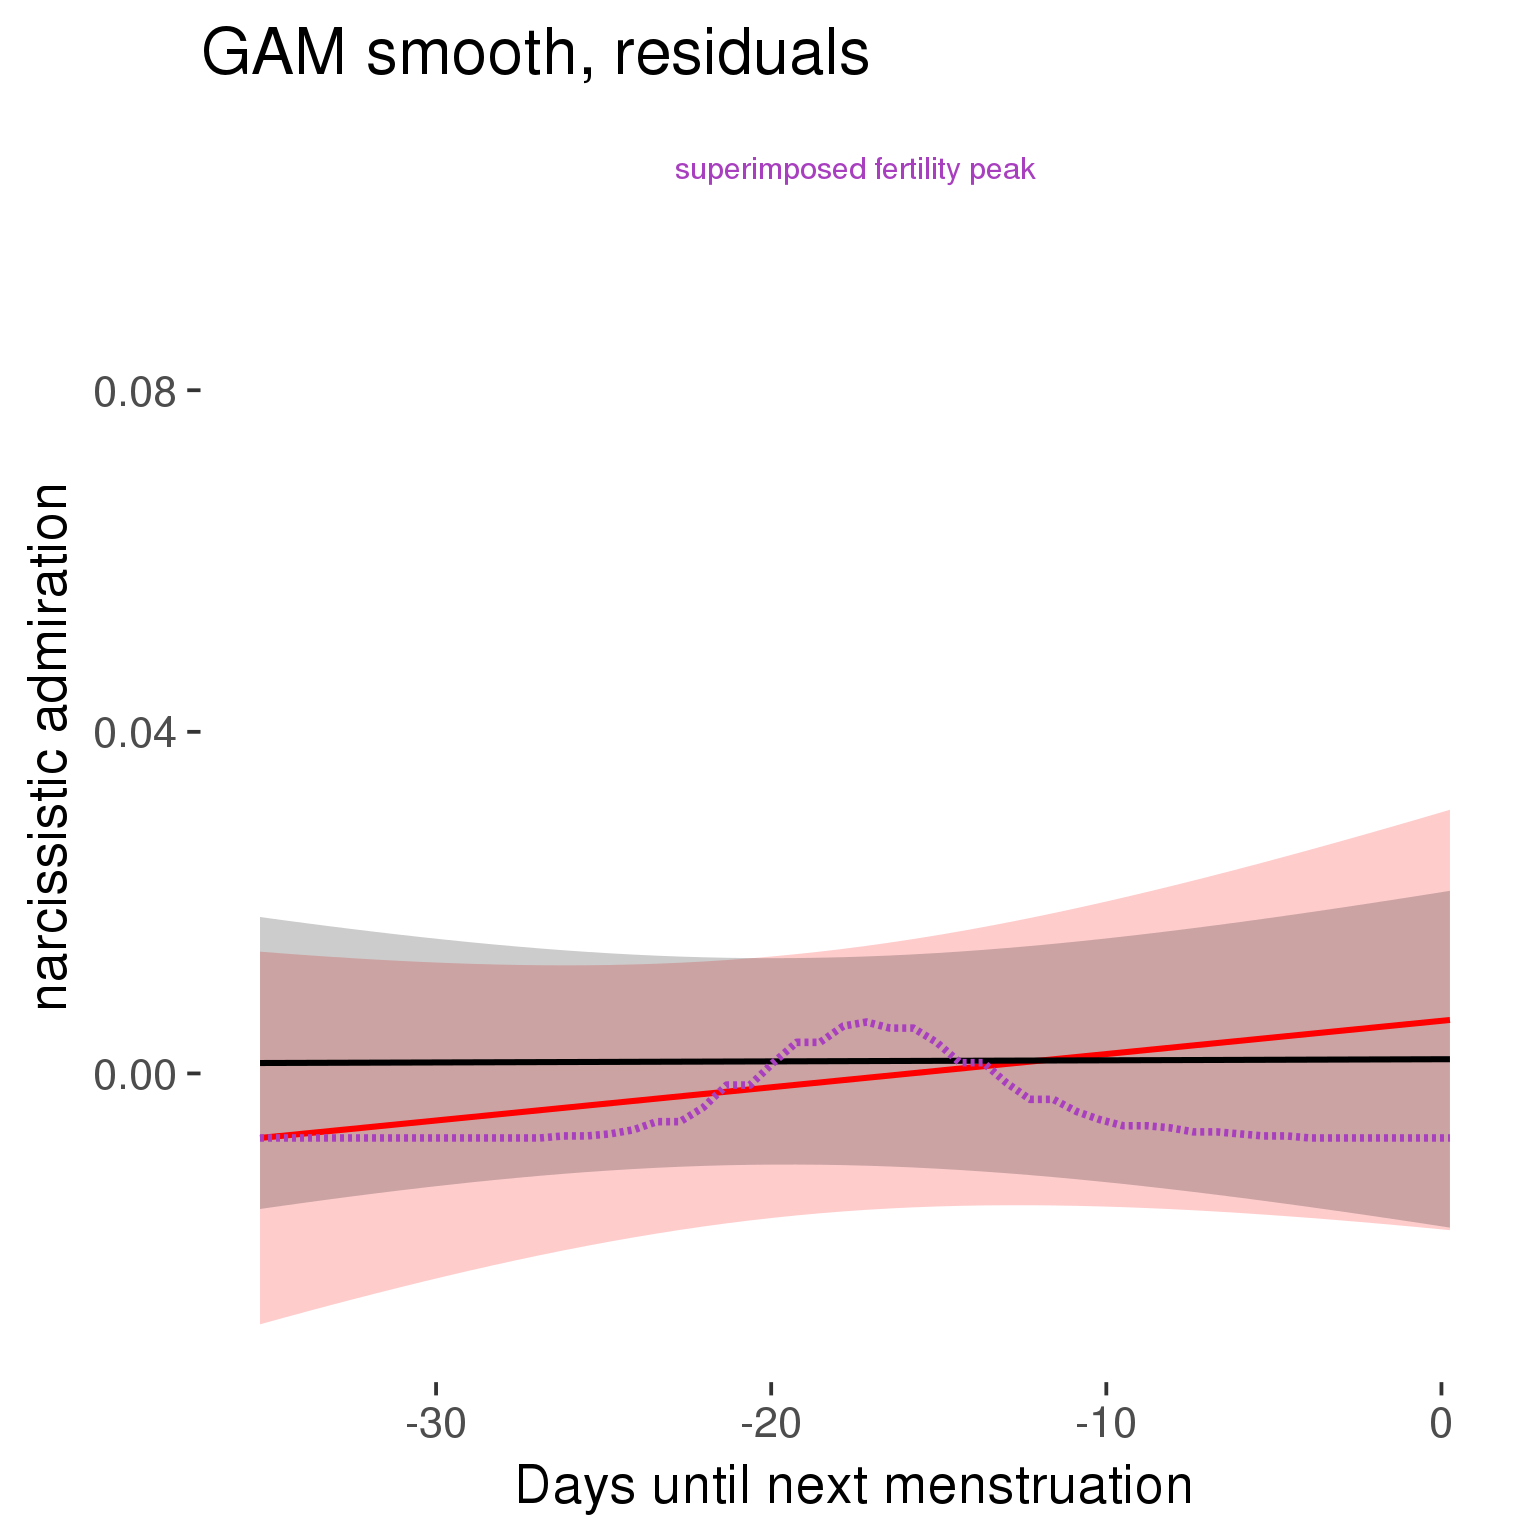 GAM smooth, residuals
superimposed fertility peak
narcissistic admiration
0.08
0.04
0.00
-30
-20
-10
0
Days until next menstruation